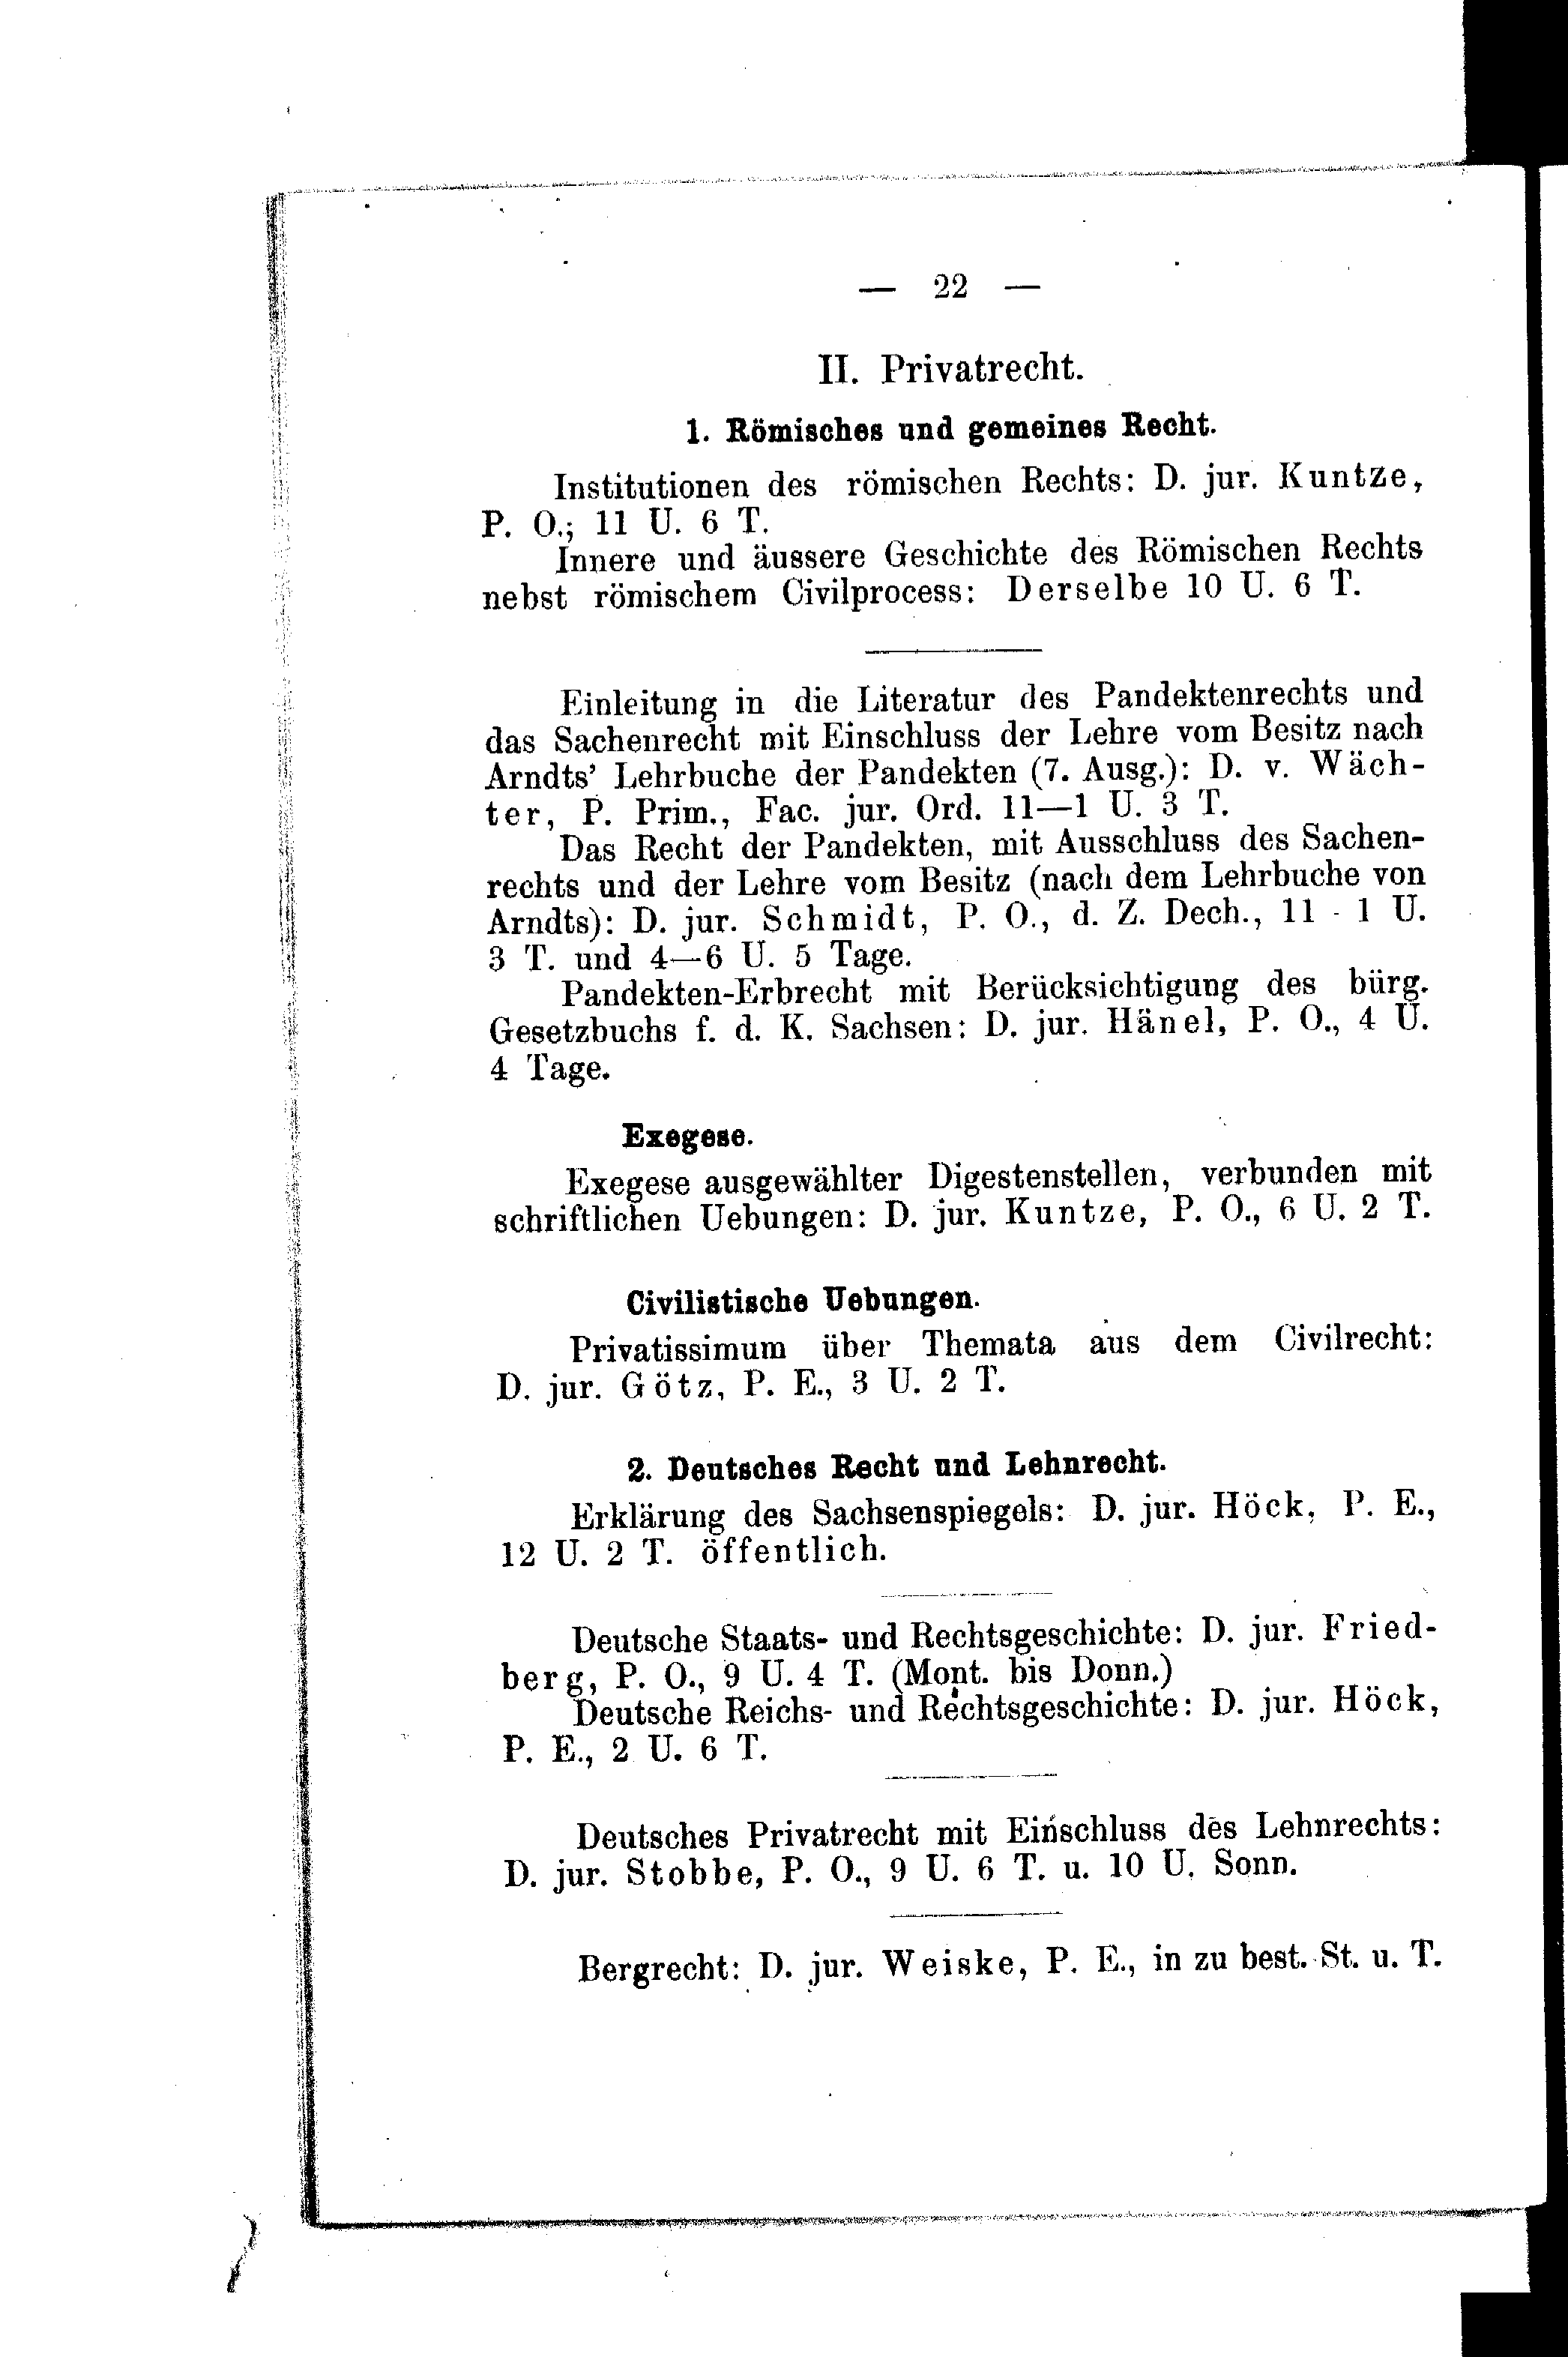 — 22 —
II. Privatrecht.
1. Römisches und gemeines Recht.
Institutionen des römischen Rechts: D. jur. Kuntze,
P. O.; 11 U. 6 T.
Innere und äussere Geschichte des Römischen Rechts
nebst römischem Civilprocess: Derselbe 10 U. 6 T.
Einleitung in die Literatur des Pandektenrechts und
das Sachenrecht mit Einschluss der Lehre vom Besitz nach
Arndts’ Lehrbuche der Pandekten (7. Ausg.): D. v. Wäch-
ter, P. Prim., Fac. jur. Ord. 11—1 U. 3 T.
Das Recht der Pandekten, mit Ausschluss des Sachen-
rechts und der Lehre vom Besitz (nach dem Lehrbuche von
Arndts): D. jur. Schmidt, P. O., d. Z. Dech., 11 - 1 U.
3 T. und 4—6 U. 5 Tage.
Pandekten-Erbrecht mit Berücksichtigung des bürg.
Gesetzbuchs f. d. K. Sachsen: D. jur. Hänel, P. O., 4 U.
4 Tage.
Exegese.
Exegese ausgewählter Digestenstellen, verbunden mit
schriftlichen Uebungen: D. jur. Kuntze, P. O., 6 U. 2 T.
Civilistische Uebungen.
Privatissimum über Themata aus dem Civilrecht:
D. jur. Götz, P. E., 3 U. 2 T.
2. Deutsches Recht und Lehnrecht.
Erklärung des Sachsenspiegels: D. jur. Höck, P. E.,
12 U. 2 T. öffentlich.
Deutsche Staats- und Rechtsgeschichte: D. jur. Fried-
berg, P. O., 9 U. 4 T. (Mont. bis Donn.)
Deutsche Reichs- und Rechtsgeschichte: D. jur. Höck,
P. E., 2 U. 6 T.
Deutsches Privatrecht mit Einschluss des Lehnrechts:
D. jur. Stobbe, P. O., 9 U. 6 T. u. 10 U. Sonn.
Bergrecht: D. jur. Weiske, P. E., in zu best. St. u. T.